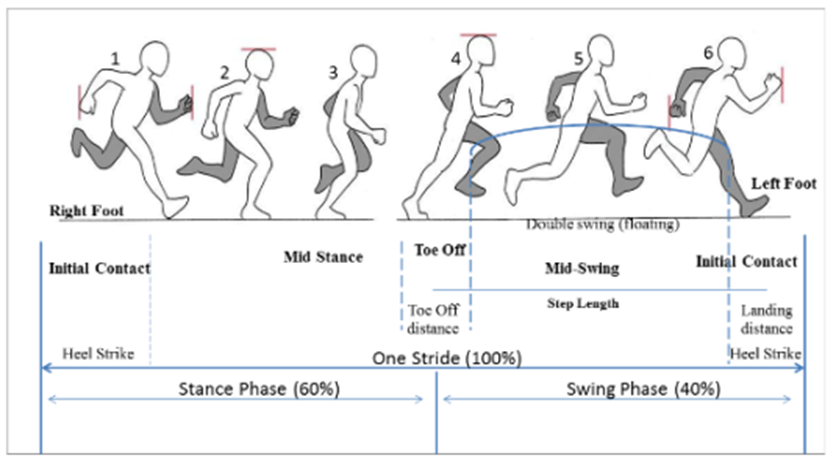 1
2
3
4
5
6
Right Foot
Left Foot
Double swing (floating)
Initial Contact
Mid Stance
Toe Off
Mid-Swing
Initial Contact
Step Length
Toe Off
distance
Landing
distance
Heel Strike
One Stride (100%)
Heel Strike
Stance Phase (60%)
Swing Phase (40%)